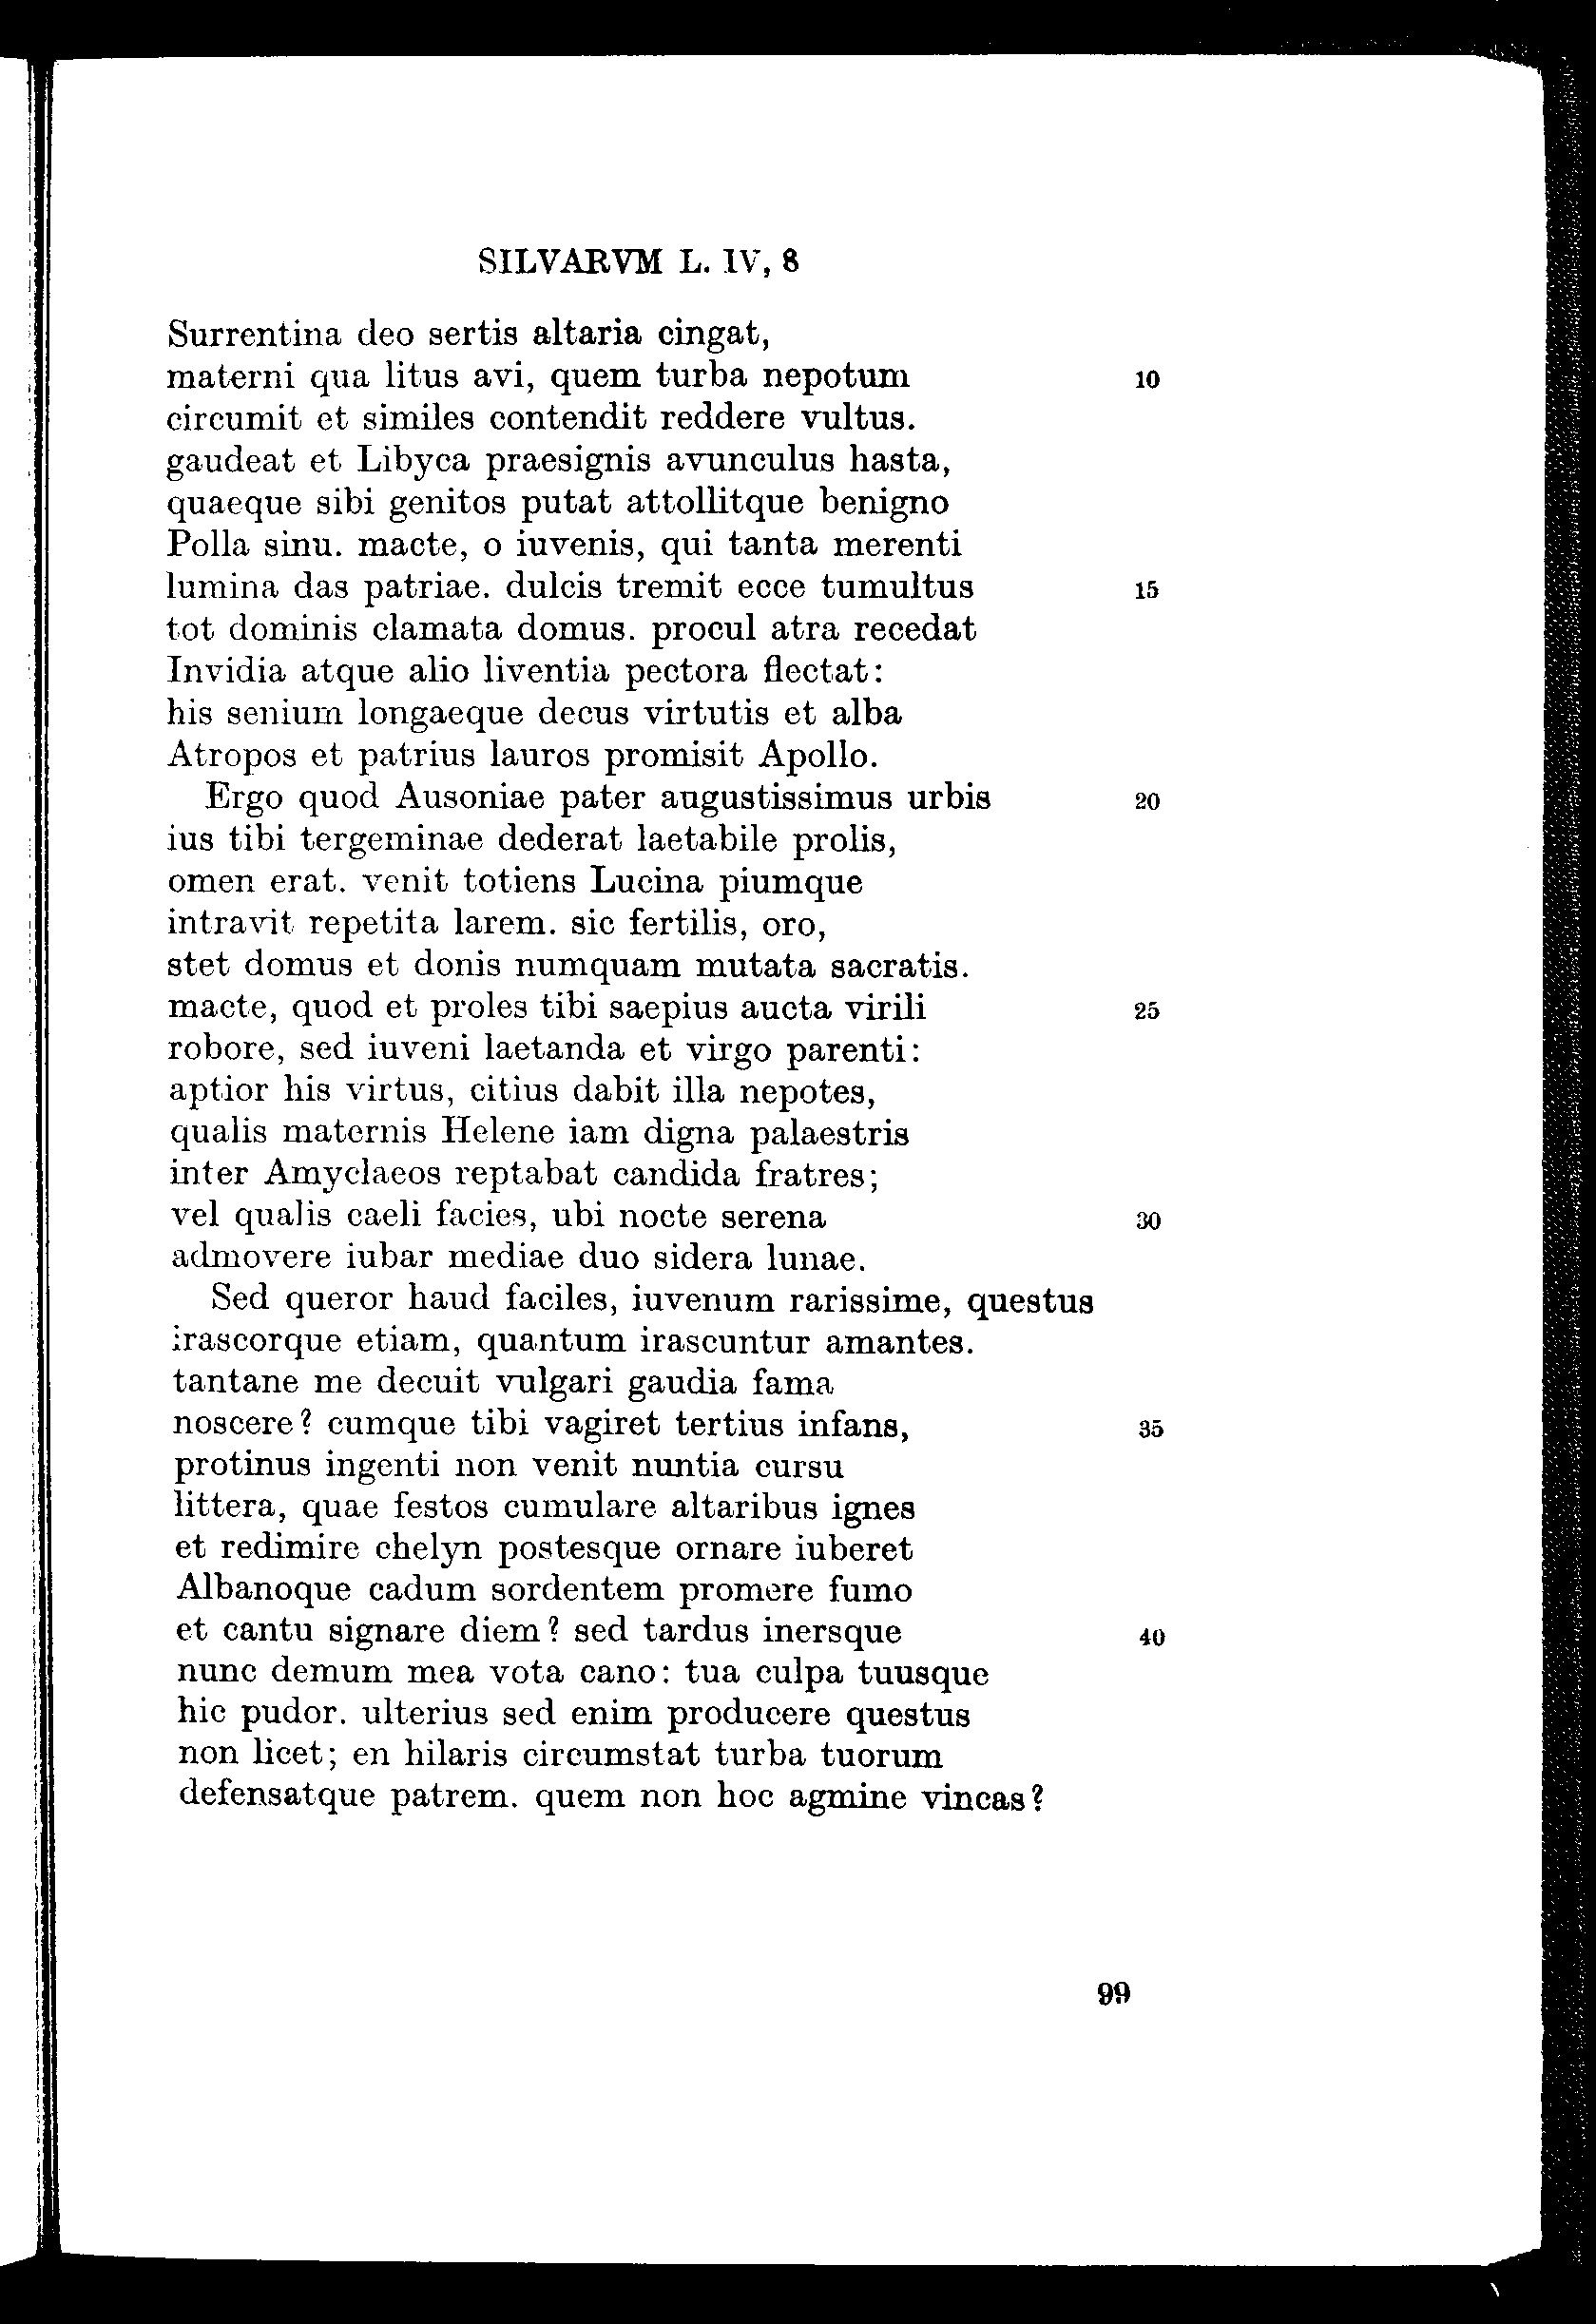 SILVARVM L. IV, 8
Surrentina deo sertis altaria cingat,
materni qua litus avi, quem turba nepotum 10
circumit et similes contendit reddere vultus.
gaudeat et Libyca praesignis avunculus hasta,
quaeque sibi genitos putat attollitque benigno
Polla sinu. macte, o iuvenis, qui tanta merenti
lumina das patriae. dulcis tremit ecce tumultus 15
tot dominis clamata domus. procul atra recedat
Invidia atque alio liventia pectora flectat:
his senium longaeque decus virtutis et alba
Atropos et patrius lauros promisit Apollo.
Ergo quod Ausoniae pater augustissimus urbis 20
ius tibi tergeminae dederat laetabile prolis,
omen erat. venit totiens Lucina piumque
intravit repetita larem. sic fertilis, oro,
stet domus et donis numquam mutata sacratis.
macte, quod et proles tibi saepius aucta virili 25
robore, sed iuveni laetanda et virgo parenti:
aptior his virtus, citius dabit illa nepotes,
qualis maternis Helene iam digna palaestris
inter Amyclaeos reptabat candida fratres;
vel qualis caeli facies, ubi nocte serena 30
admovere iubar mediae duo sidera lunae.
Sed queror haud faciles, iuvenum rarissime, questus
irascorque etiam, quantum irascuntur amantes.
tantane me decuit vulgari gaudia fama
noscere? cumque tibi vagiret tertius infans, 35
protinus ingenti non venit nuntia cursu
littera, quae festos cumulare altaribus ignes
et redimire chelyn postesque ornare iuberet
Albanoque cadum sordentem promere fumo
et cantu signare diem? sed tardus inersque 40
nunc demum mea vota cano: tua culpa tuusque
hic pudor. ulterius sed enim producere questus
non licet; en hilaris circumstat turba tuorum
defensatque patrem. quem non hoc agmine vincas?
99